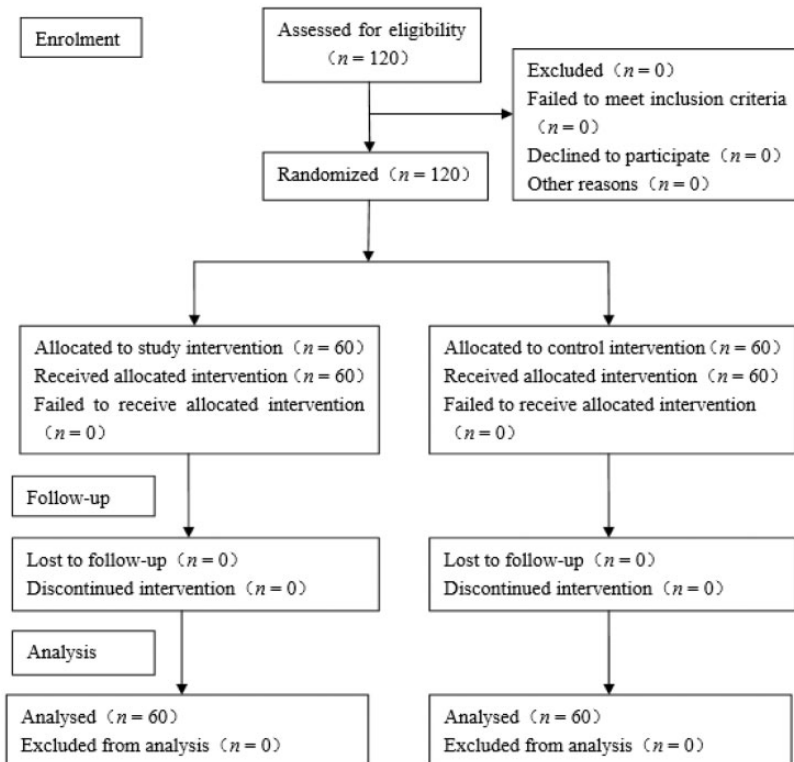 Enrolment
Assessed for eligibility
(n = 120)
Excluded (n = 0)
Failed to meet inclusion criteria
(n = 0)
Declined to participate (n = 0)
Other reasons (n = 0)
Randomized (n = 120)
Allocated to study intervention (n = 60)
Received allocated intervention (n = 60)
Failed to receive allocated intervention
(n = 0)
Allocated to control intervention (n = 60)
Received allocated intervention (n = 60)
Failed to receive allocated intervention
(n = 0)
Follow-up
Lost to follow-up (n = 0)
Discontinued intervention (n = 0)
Lost to follow-up (n = 0)
Discontinued intervention (n = 0)
Analysis
Analysed (n = 60)
Excluded from analysis (n = 0)
Analysed (n = 60)
Excluded from analysis (n = 0)